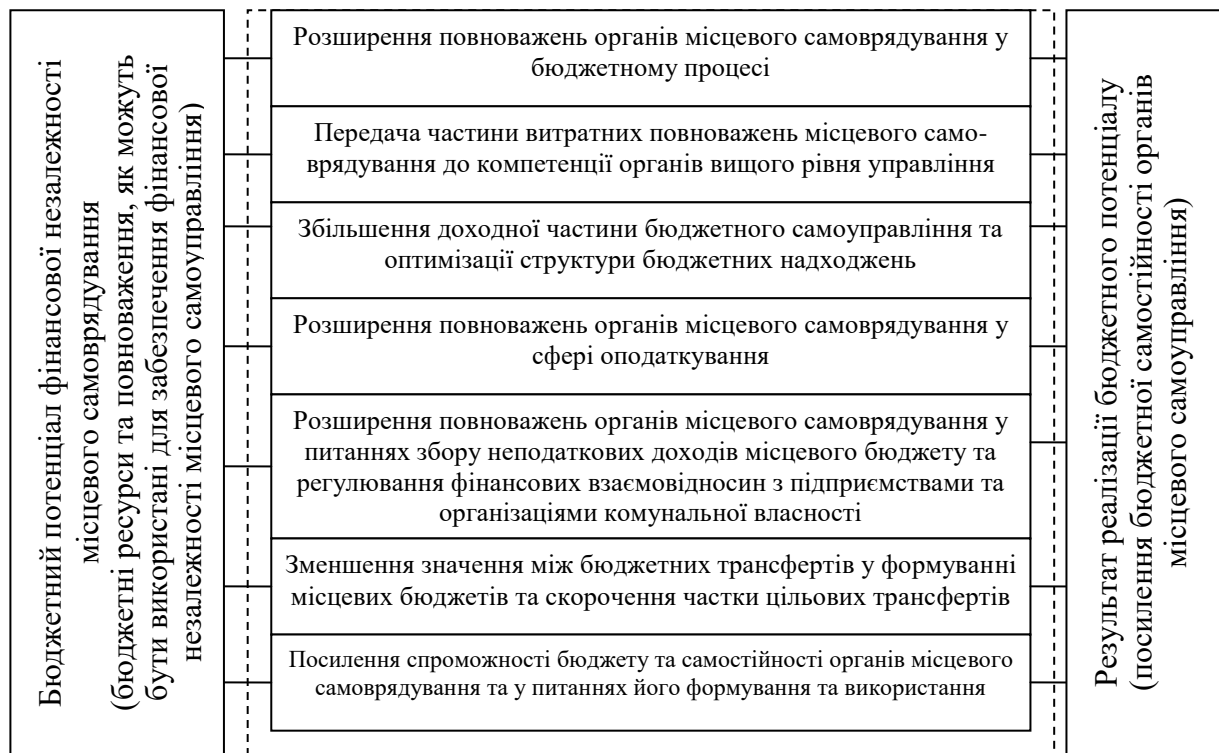 Бюджетний потенціал фінансової незалежності
місцевого самоврядування
(бюджетні ресурси та повноваження, як можуть
бути використані для забезпечення фінансової
незалежності місцевого самоуправління)
Розширення повноважень органів місцевого самоврядування у
бюджетному процесі
Передача частини витратних повноважень місцевого само-
врядування до компетенції органів вищого рівня управління
Збільшення доходної частини бюджетного самоуправління та
оптимізації структури бюджетних надходжень
Розширення повноважень органів місцевого самоврядування у
сфері оподаткування
Розширення повноважень органів місцевого самоврядування у
питаннях збору неподаткових доходів місцевого бюджету та
регулювання фінансових взаємовідносин з підприємствами та
організаціями комунальної власності
Зменшення значення між бюджетних трансфертів у формуванні
місцевих бюджетів та скорочення частки цільових трансфертів
Посилення спроможності бюджету та самостійності органів місцевого
самоврядування та у питаннях його формування та використання
Результат реалізації бюджетного потенціалу
(посилення бюджетної самостійності органів
місцевого самоуправління)